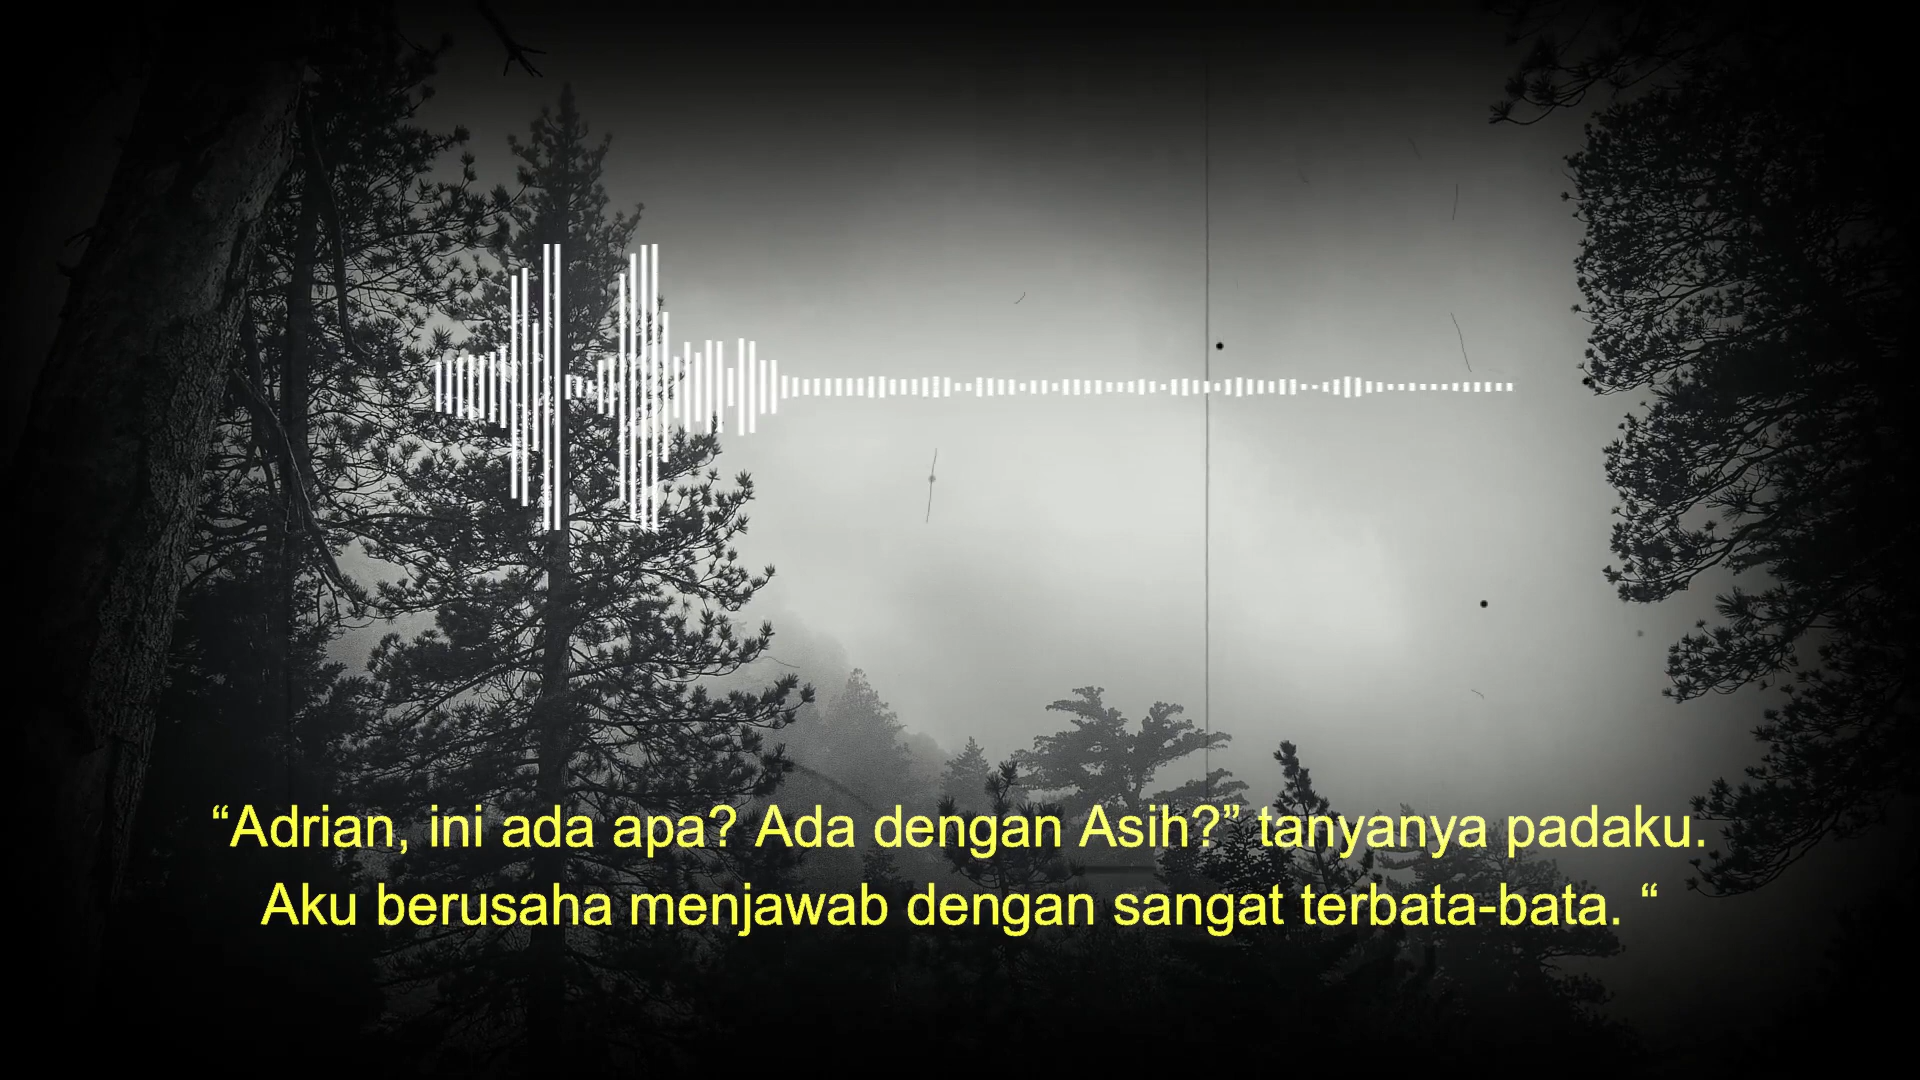 “Adrian, ini ada apa? Ada dengan Asih?” tanyanya padaku.
Aku berusaha menjawab dengan sangat terbata-bata. “